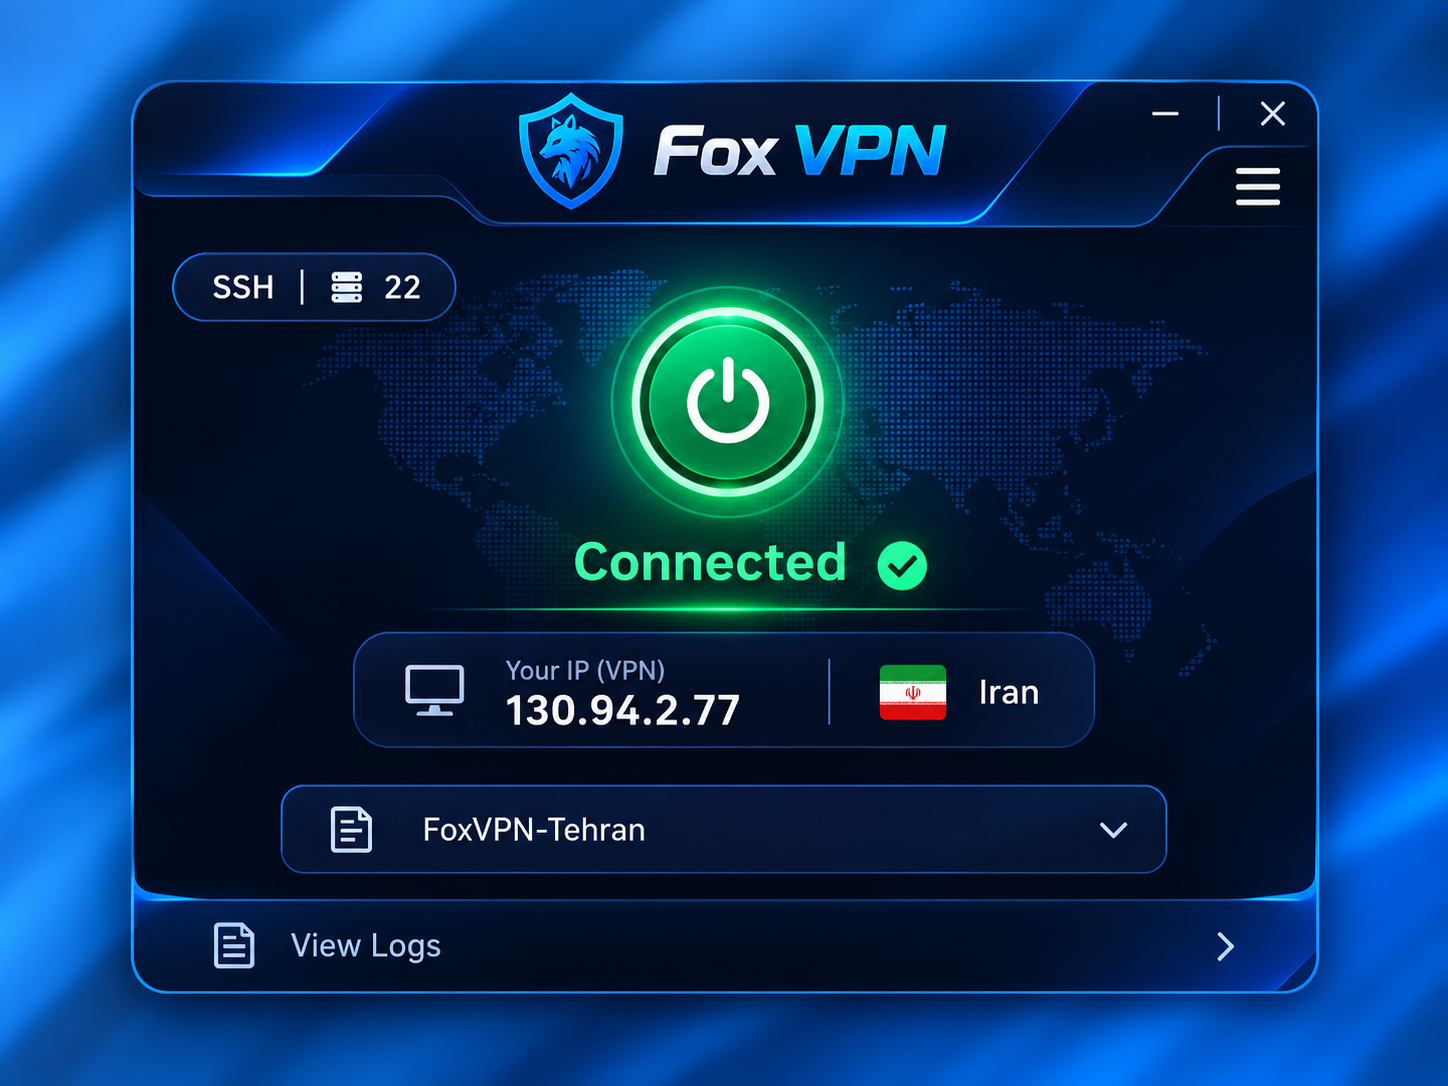 Fox VPN
SSH | 22
Connected
Your IP (VPN)
130.94.2.77
Iran
FoxVPN-Tehran
View Logs